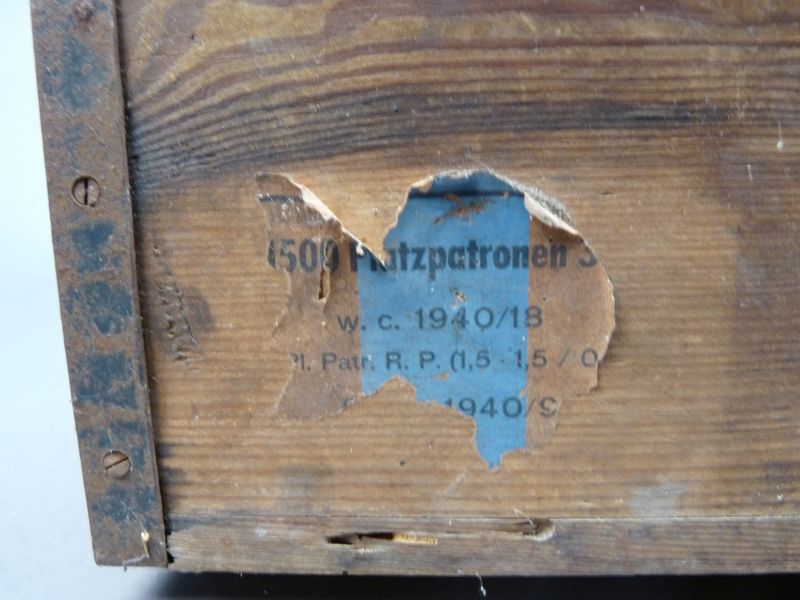 1500 Platzpatronen 3
w. c. 1940/18
Pl. Patr. R. P. (1,5 - 1,5 / 0
1940/9